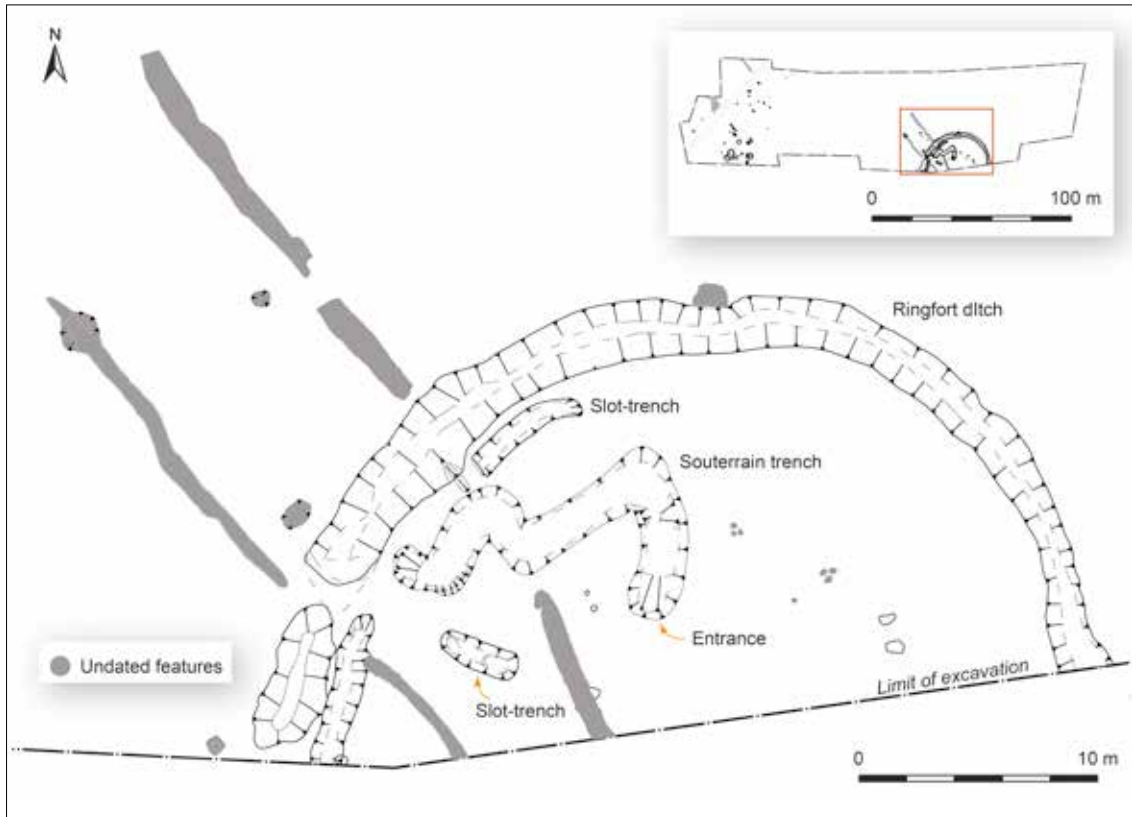 N
0 100 m
Ringfort dItch
Slot-trench
Souterrain trench
Entrance
Undated features
Slot-trench
Limit of excavation
0 10 m